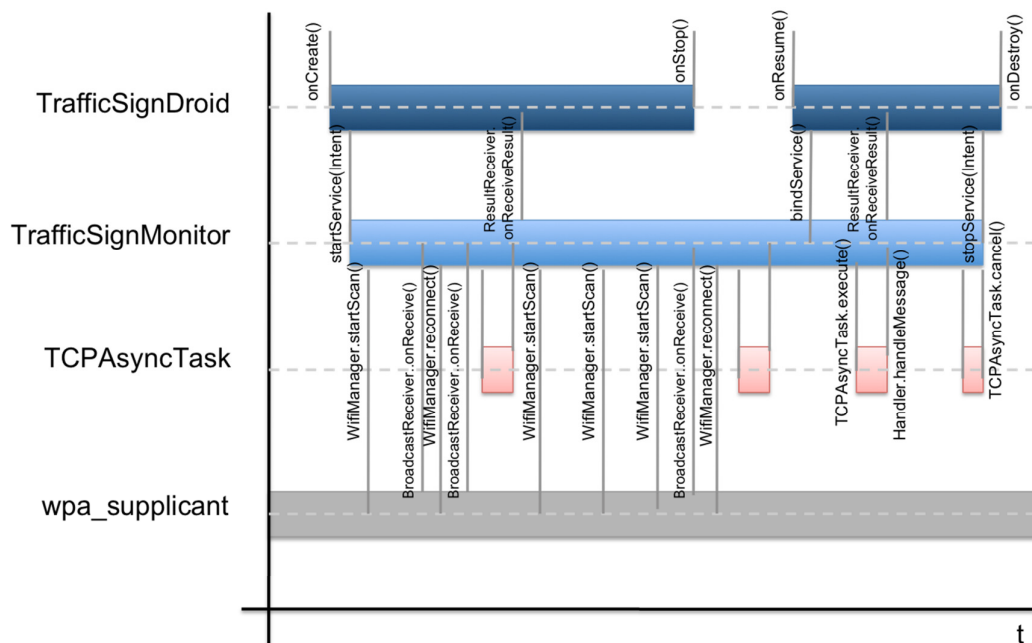 onCreate()
onStop()
onResume()
onDestroy()
TrafficSignDroid
startService(Intent)
ResultReceiver.
onReceiveResult()
bindService()
ResultReceiver.
onReceiveResult()
stopService(Intent)
TrafficSignMonitor
WifiManager.startScan()
BroadcastReceiver.onReceive()
WifiManager.reconnect()
BroadcastReceiver.onReceive()
WifiManager.startScan()
WifiManager.startScan()
WifiManager.startScan()
BroadcastReceiver.onReceive()
WifiManager.reconnect()
TCPAsyncTask.execute()
Handler.handleMessage()
TCPAsyncTask.cancel()
TCPAsyncTask
wpa_supplicant
t